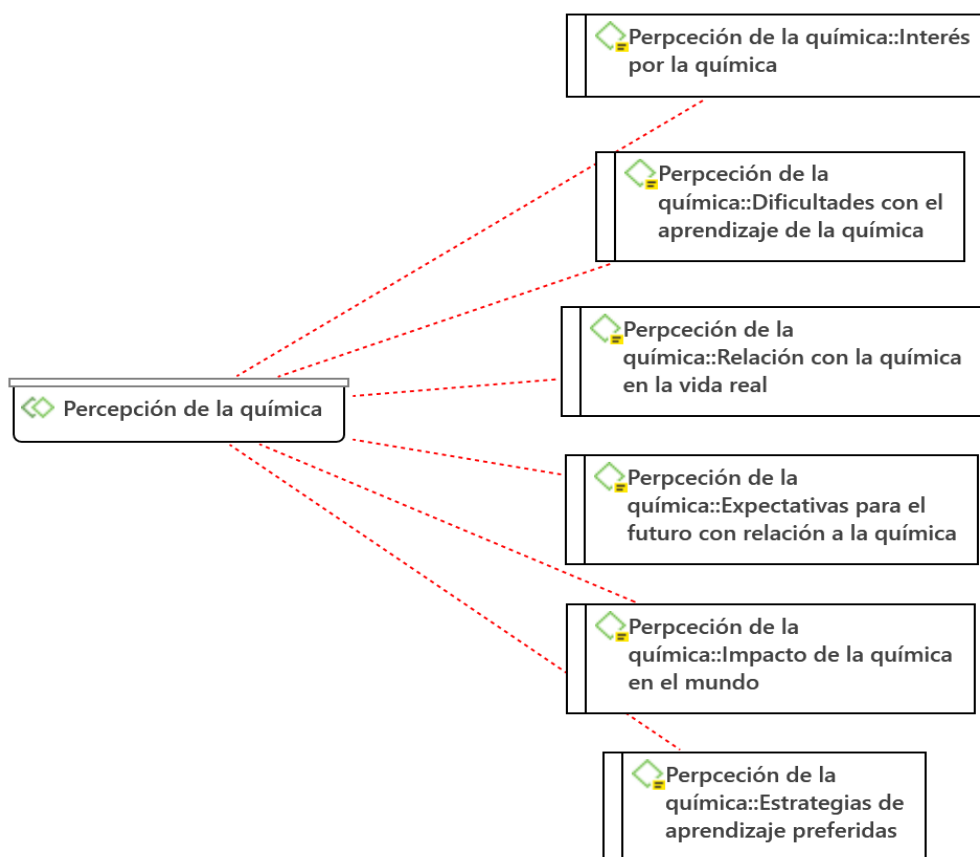 Perpceción de la química::Interés
por la química
Perpceción de la
química::Dificultades con el
aprendizaje de la química
Perpceción de la
química::Relación con la química
en la vida real
Percepción de la química
Perpceción de la
química::Expectativas para el
futuro con relación a la química
Perpceción de la
química::Impacto de la química
en el mundo
Perpceción de la
química::Estrategias de
aprendizaje preferidas